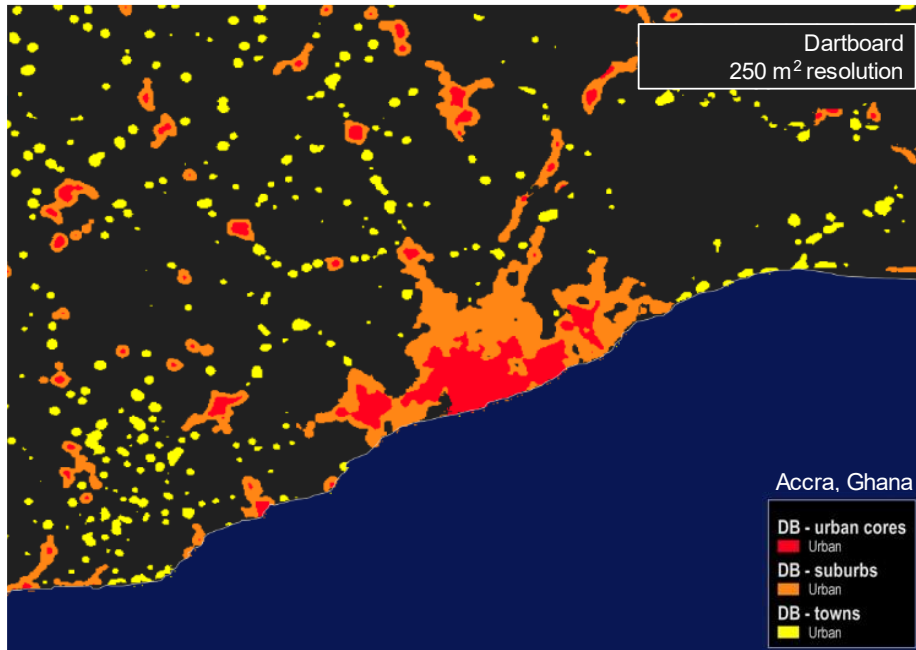 Dartboard
250 m² resolution
Accra, Ghana
DB - urban cores
Urban
DB - suburbs
Urban
DB - towns
Urban